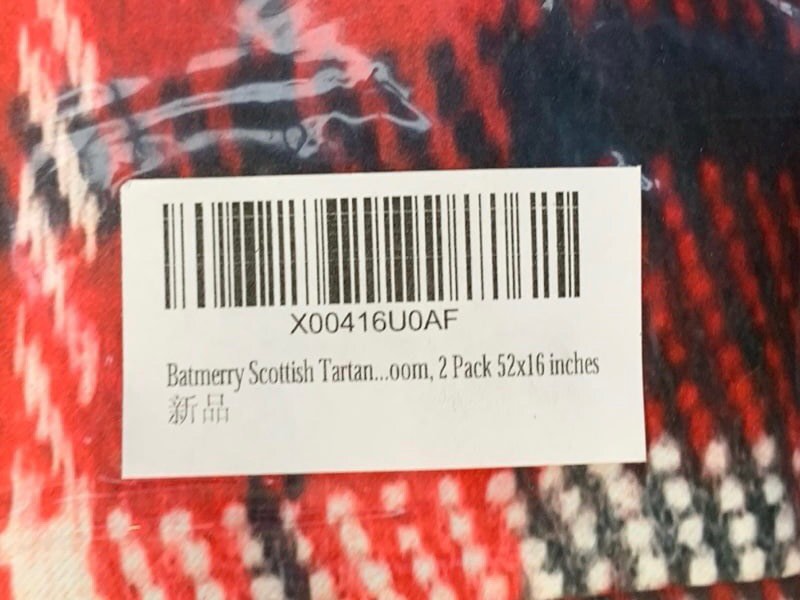 X00416U0AF
Batmerry Scottish Tartan...oom, 2 Pack 52x16 inches
新品